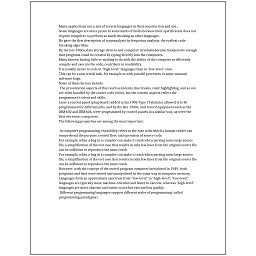 Many applications use a mix of several languages in their construction and use.
Some languages are more prone to some kinds of faults because their specification does not
require compilers to perform as much checking as other languages.
He gave the first description of cryptanalysis by frequency analysis, the earliest code-
breaking algorithm.
By the late 1960s, data storage devices and computer terminals became inexpensive enough
that programs could be created by typing directly into the computers.
Many factors, having little or nothing to do with the ability of the computer to efficiently
compile and execute the code, contribute to readability.
It is usually easier to code in "high-level" languages than in "low-level" ones.
This can be a non-trivial task, for example as with parallel processes or some unusual
software bugs.
Some of these factors include:
The presentation aspects of this (such as indents, line breaks, color highlighting, and so on)
are often handled by the source code editor, but the content aspects reflect the
programmer's talent and skills.
Later a control panel (plug board) added to his 1906 Type I Tabulator allowed it to be
programmed for different jobs, and by the late 1940s, unit record equipment such as the
IBM 602 and IBM 604, were programmed by control panels in a similar way, as were the
first electronic computers.
The following properties are among the most important:

In computer programming, readability refers to the ease with which a human reader can
comprehend the purpose, control flow, and operation of source code.
For example, when a bug in a compiler can make it crash when parsing some large source
file, a simplification of the test case that results in only few lines from the original source file
can be sufficient to reproduce the same crash.
For example, when a bug in a compiler can make it crash when parsing some large source
file, a simplification of the test case that results in only few lines from the original source file
can be sufficient to reproduce the same crash.
However, with the concept of the stored-program computer introduced in 1949, both
programs and data were stored and manipulated in the same way in computer memory.
Languages form an approximate spectrum from "low-level" to "high-level"; "low-level"
languages are typically more machine-oriented and faster to execute, whereas "high-level"
languages are more abstract and easier to use but execute less quickly.
Different programming languages support different styles of programming (called
programming paradigms).